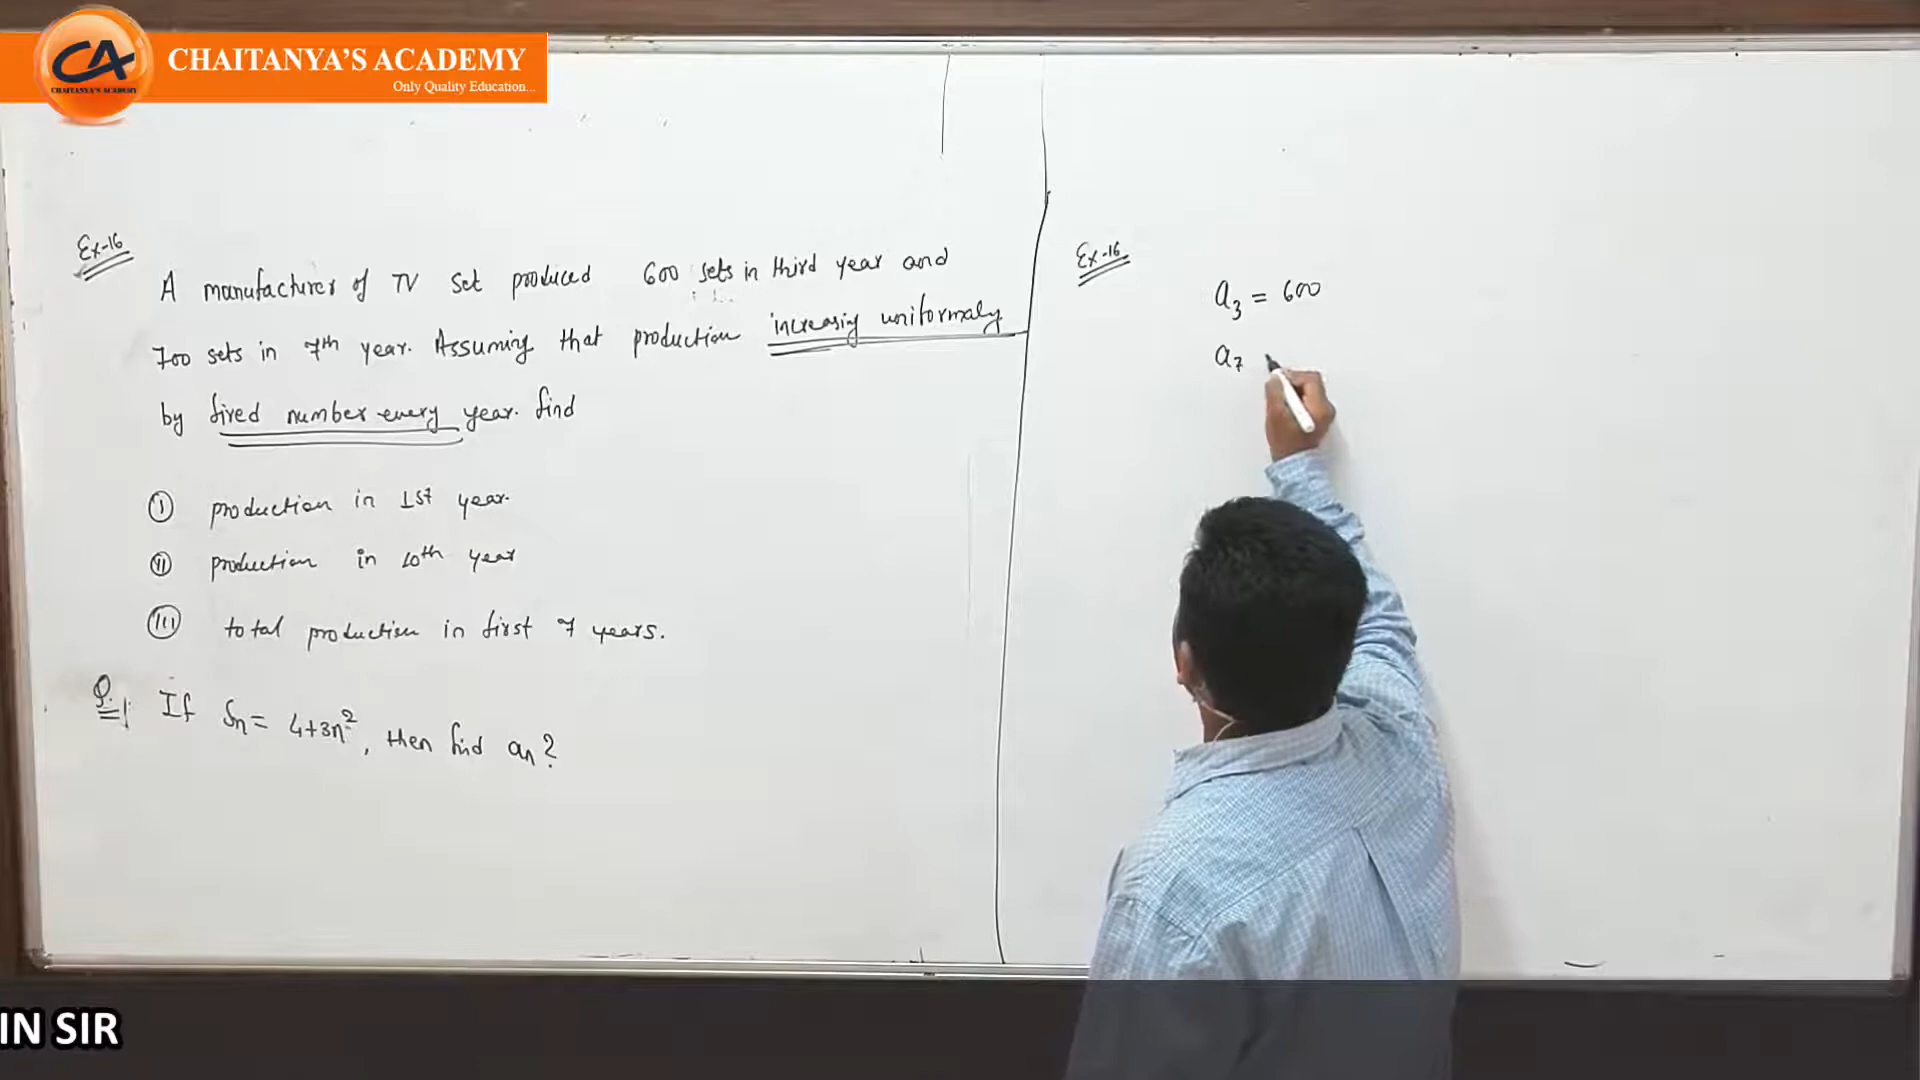 CA
CHAITANYA'S ACADEMY
CHAITANYA'S ACADEMY
Only Quality Education...
Ex-16
A manufacturer of TV set produced 600 sets in third year and
700 sets in 7th year. Assuming that production increasing uniformaly
by fixed number every year. find
(I) production in 1st year.
(II) production in 10th year
(III) total production in first 7 years.
Q.1 If Sn = 4+3n², then find an?
Ex-16
a3 = 600
a7
IN SIR